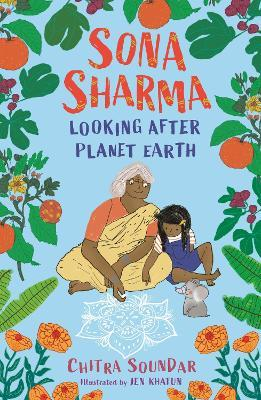 SONA
SHARMA
LOOKING AFTER
PLANET EARTH
CHITRA SOUNDAR
Illustrated by JEN KHATUN